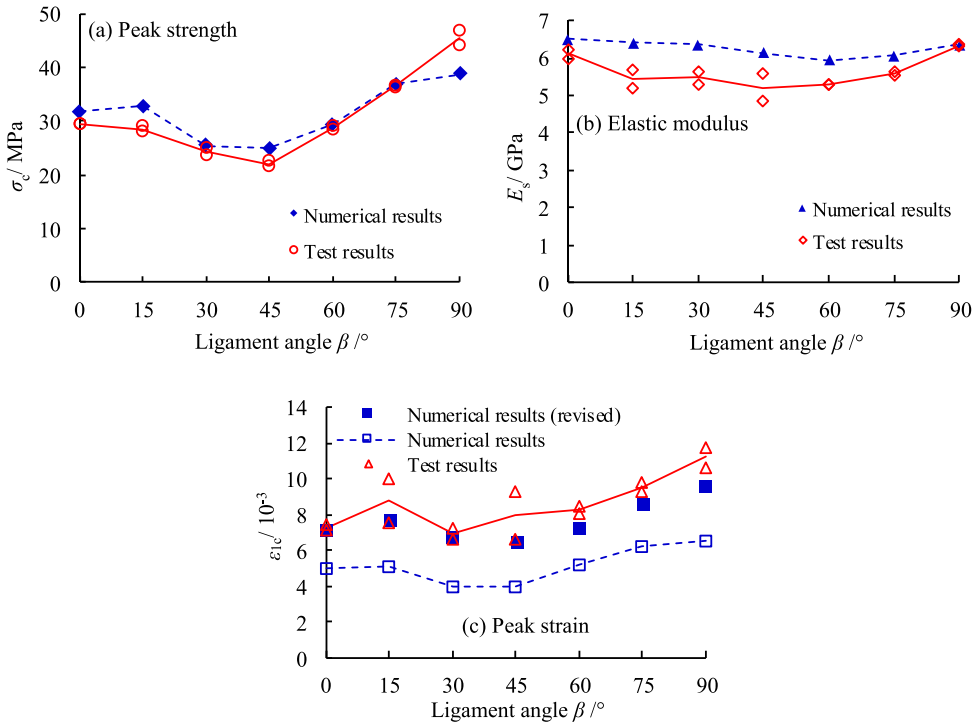 (a) Peak strength
50
40
30
20
10
0
σc/ MPa
Numerical results
Test results
0 15 30 45 60 75 90
Ligament angle β /°
7
6
5
4
3
2
1
0
Es/ GPa
(b) Elastic modulus
Numerical results
Test results
0 15 30 45 60 75 90
Ligament angle β /°
14
12
10
8
6
4
2
0
ε1c/ 10-3
Numerical results (revised)
Numerical results
Test results
(c) Peak strain
0 15 30 45 60 75 90
Ligament angle β /°